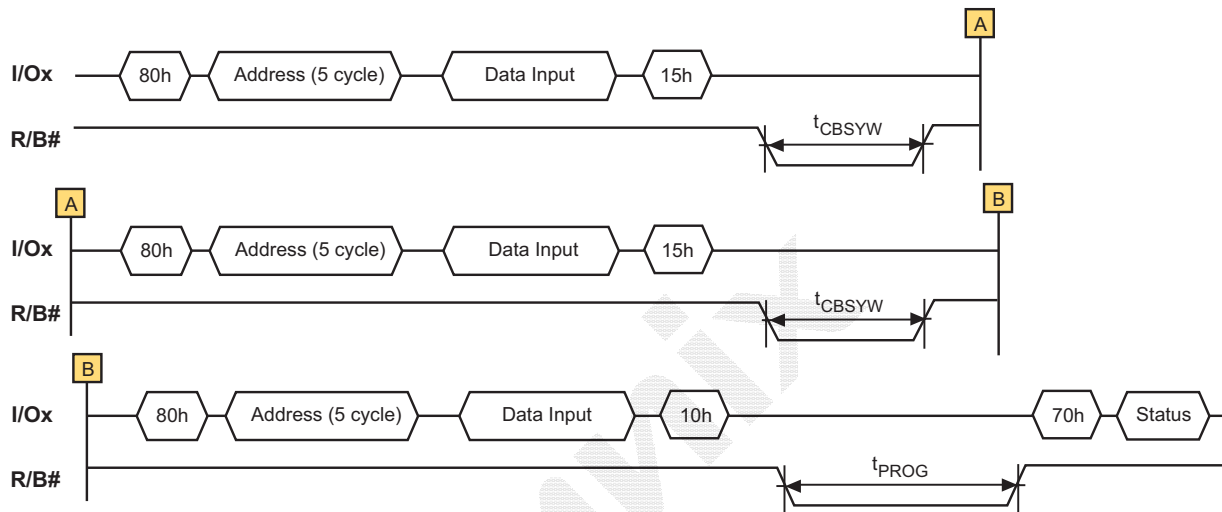 A
I/Ox 80h Address (5 cycle) Data Input 15h
R/B# tCBSYW
A B
I/Ox 80h Address (5 cycle) Data Input 15h
R/B# tCBSYW
B
I/Ox 80h Address (5 cycle) Data Input 10h 70h Status
R/B# tPROG